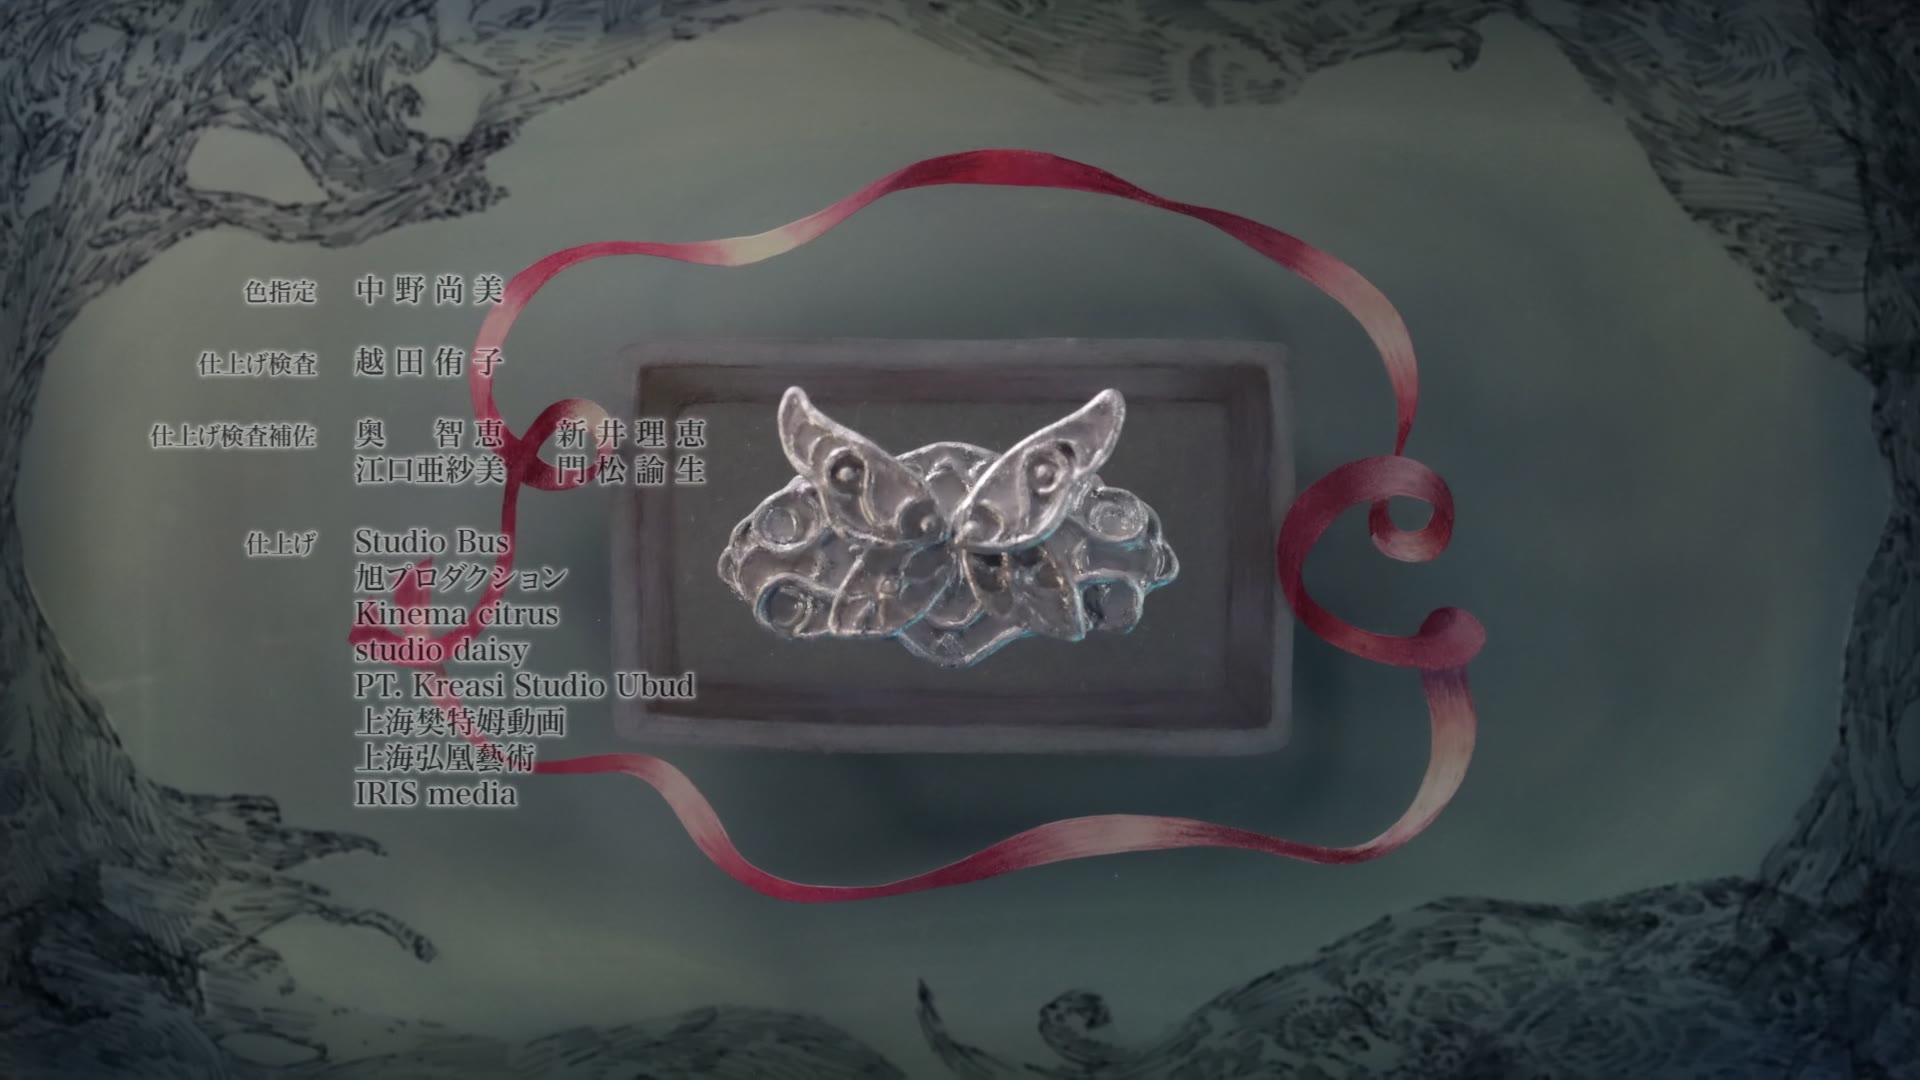 色指定 中野尚美
仕上げ検査 越田侑子
仕上げ検査補佐 奥 智恵 新井理恵
江口亜紗美 門松諭生
仕上げ Studio Bus
旭プロダクション
Kinema citrus
studio daisy
PT. Kreasi Studio Ubud
上海樊特姆動画
上海弘凰藝術
IRIS media